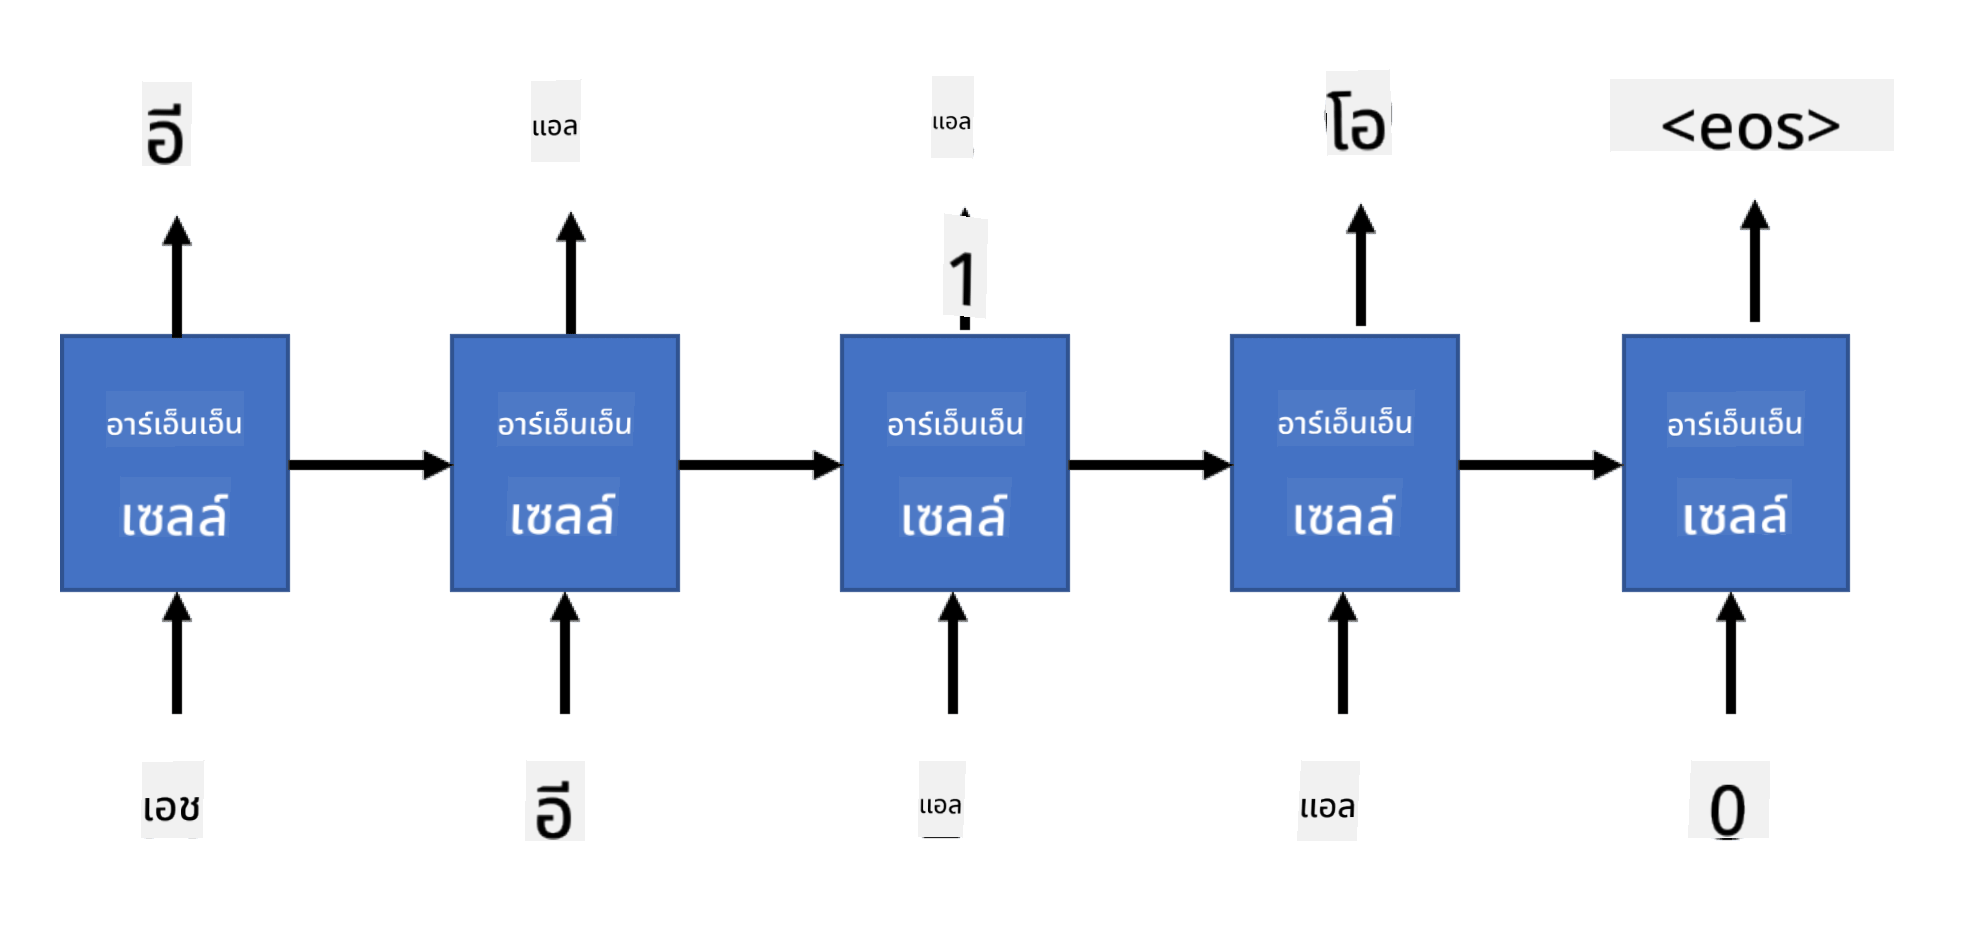 อี
แอล
แอล
โอ
<eos>
1
อาร์เอ็นเอ็น
เซลล์
อาร์เอ็นเอ็น
เซลล์
อาร์เอ็นเอ็น
เซลล์
อาร์เอ็นเอ็น
เซลล์
อาร์เอ็นเอ็น
เซลล์
เอช
อี
แอล
แอล
0